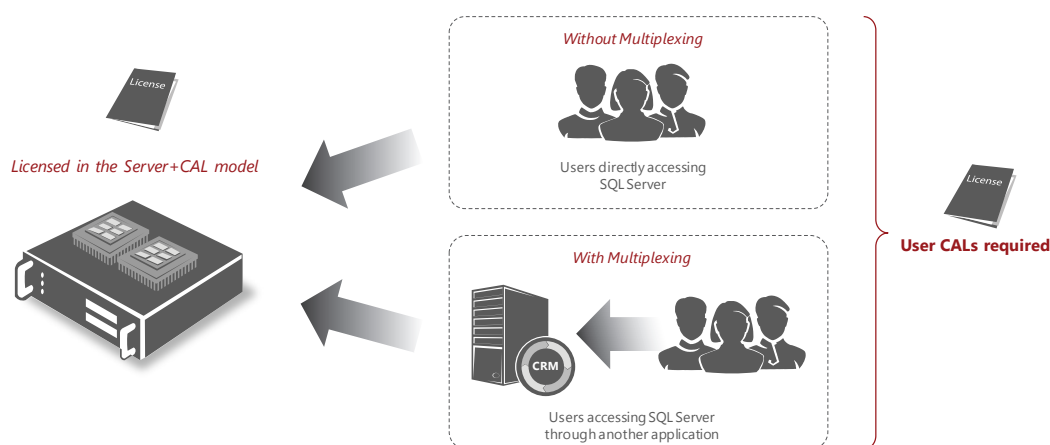 License
Licensed in the Server+CAL model
Without Multiplexing
Users directly accessing
SQL Server
With Multiplexing
CRM
Users accessing SQL Server
through another application
License
User CALs required